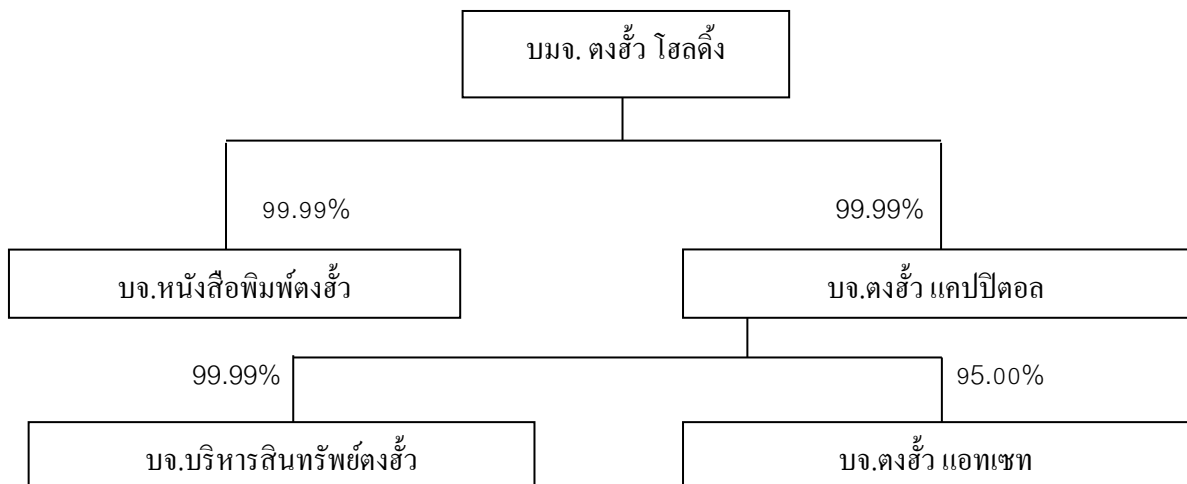 บมจ. ตงฮั้ว โฮลดิ้ง
99.99%
99.99%
บจ.หนังสือพิมพ์ตงฮั้ว
บจ.ตงฮั้ว แคปปิตอล
99.99%
95.00%
บจ.บริหารสินทรัพย์ตงฮั้ว
บจ.ตงฮั้ว แอทเซท